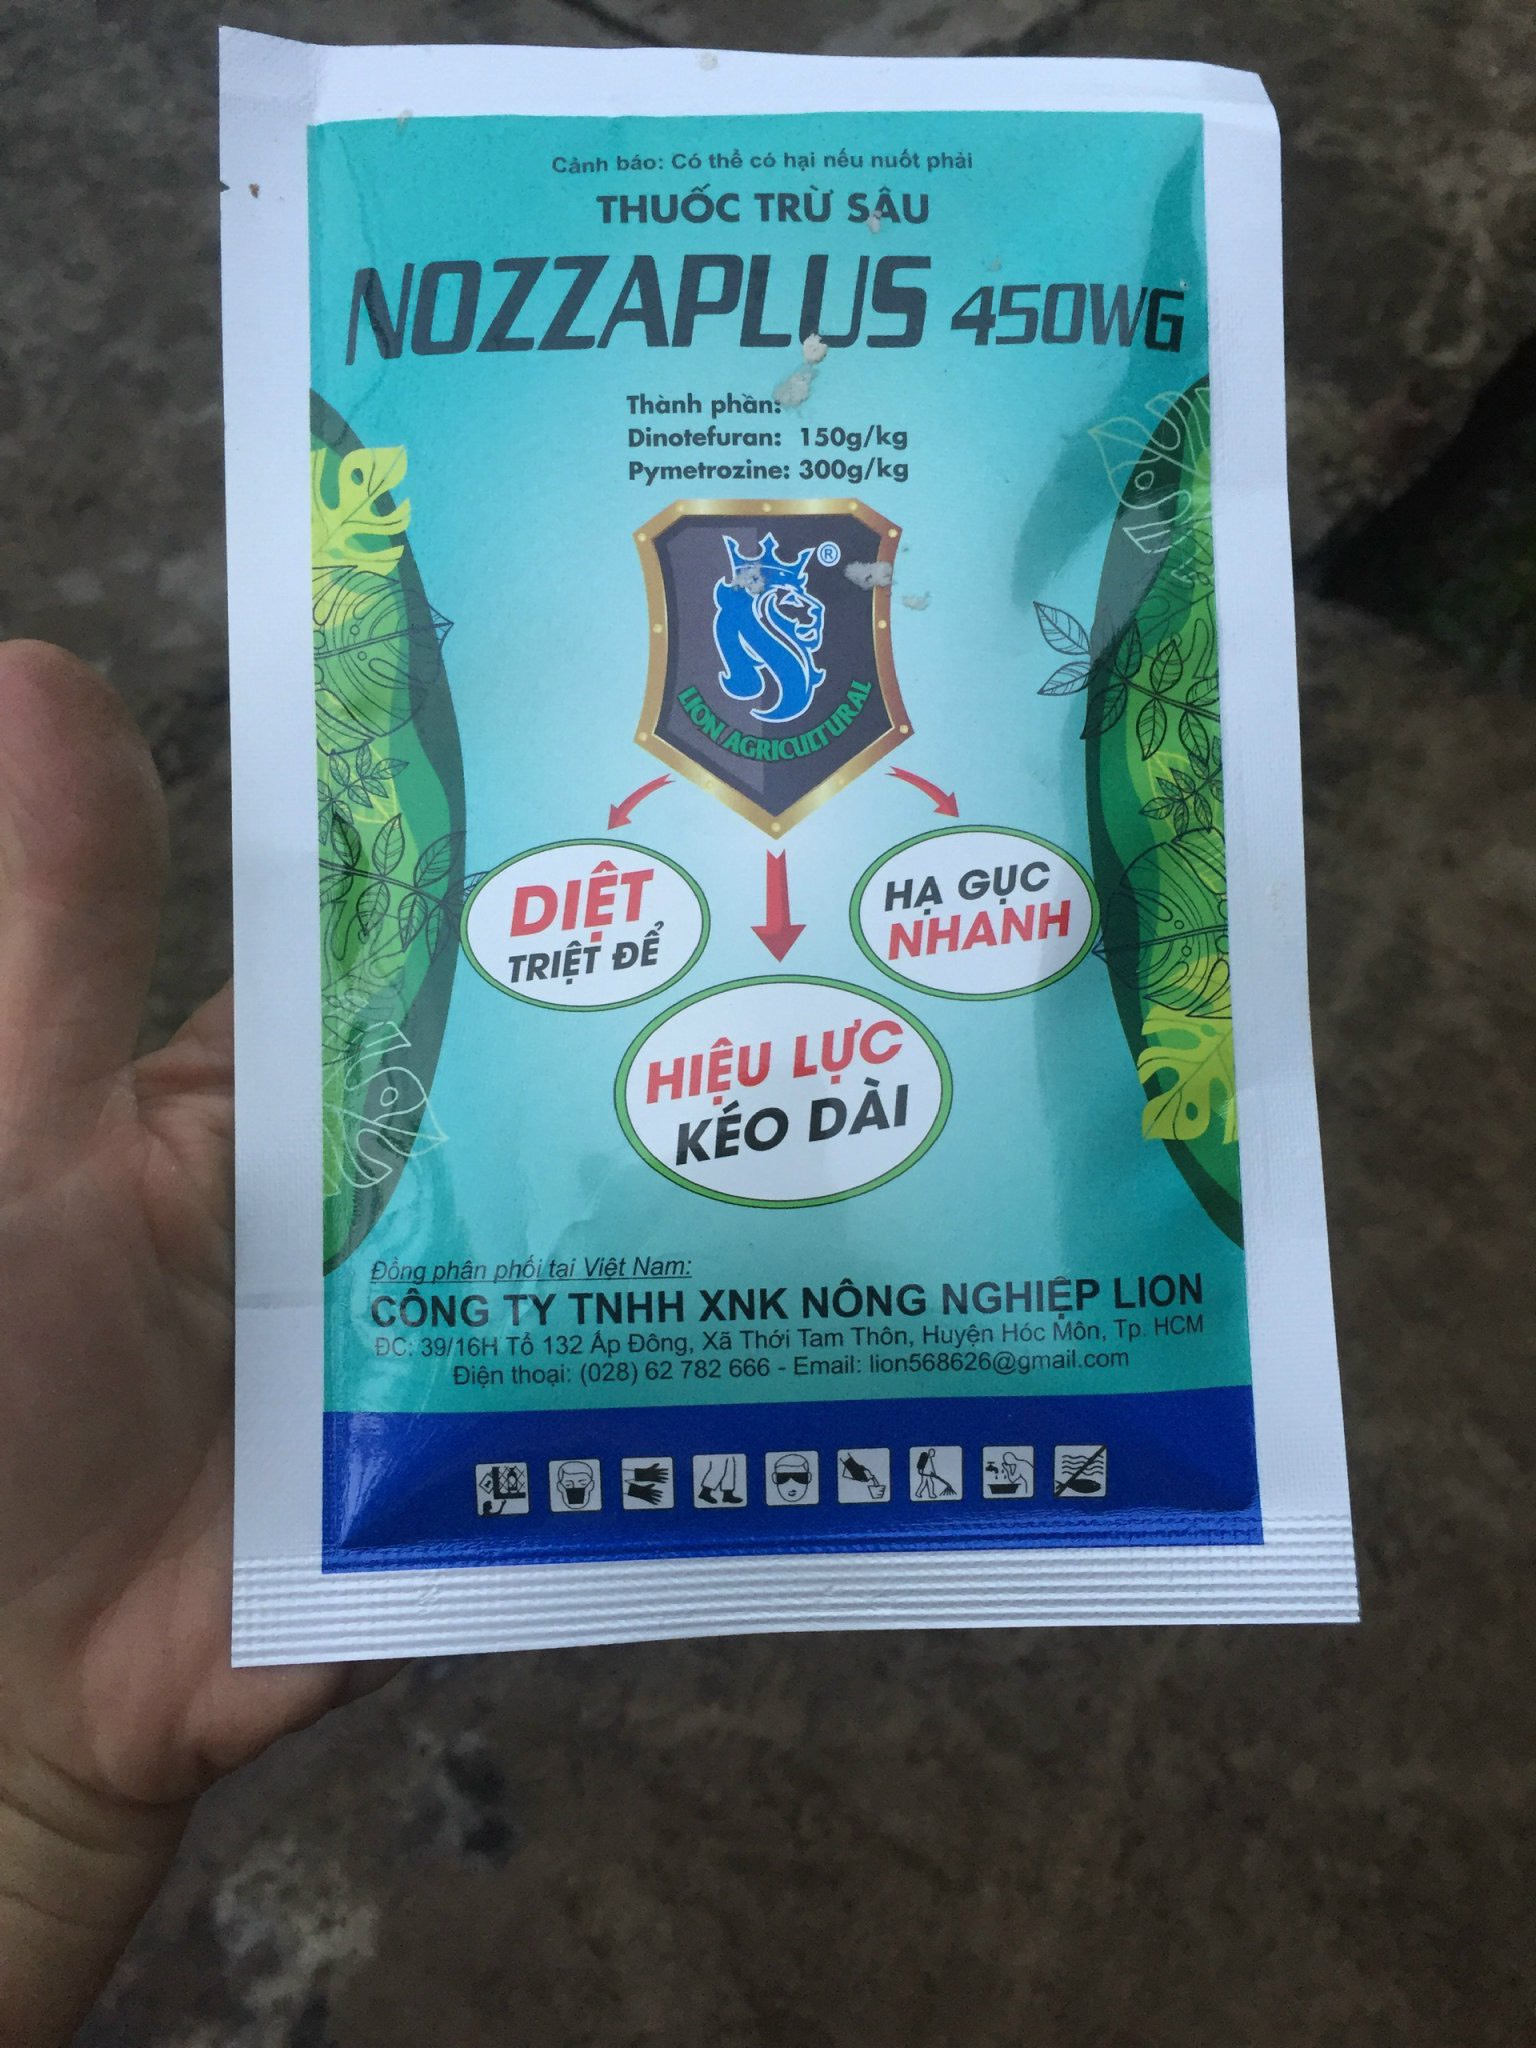 Cảnh báo: Có thể có hại nếu nuốt phải
THUỐC TRỪ SÂU
NOZZAPLUS 450WG
Thành phần:
Dinotefuran: 150g/kg
Pymetrozine: 300g/kg
®
LION AGRICULTURAL
DIỆT
TRIỆT ĐỂ
HẠ GỤC
NHANH
HIỆU LỰC
KÉO DÀI
Đồng phân phối tại Việt Nam:
CÔNG TY TNHH XNK NÔNG NGHIỆP LION
ĐC: 39/16H Tổ 132 Ấp Đông, Xã Thới Tam Thôn, Huyện Hóc Môn, Tp. HCM
Điện thoại: (028) 62 782 666 - Email: lion568626@gmail.com